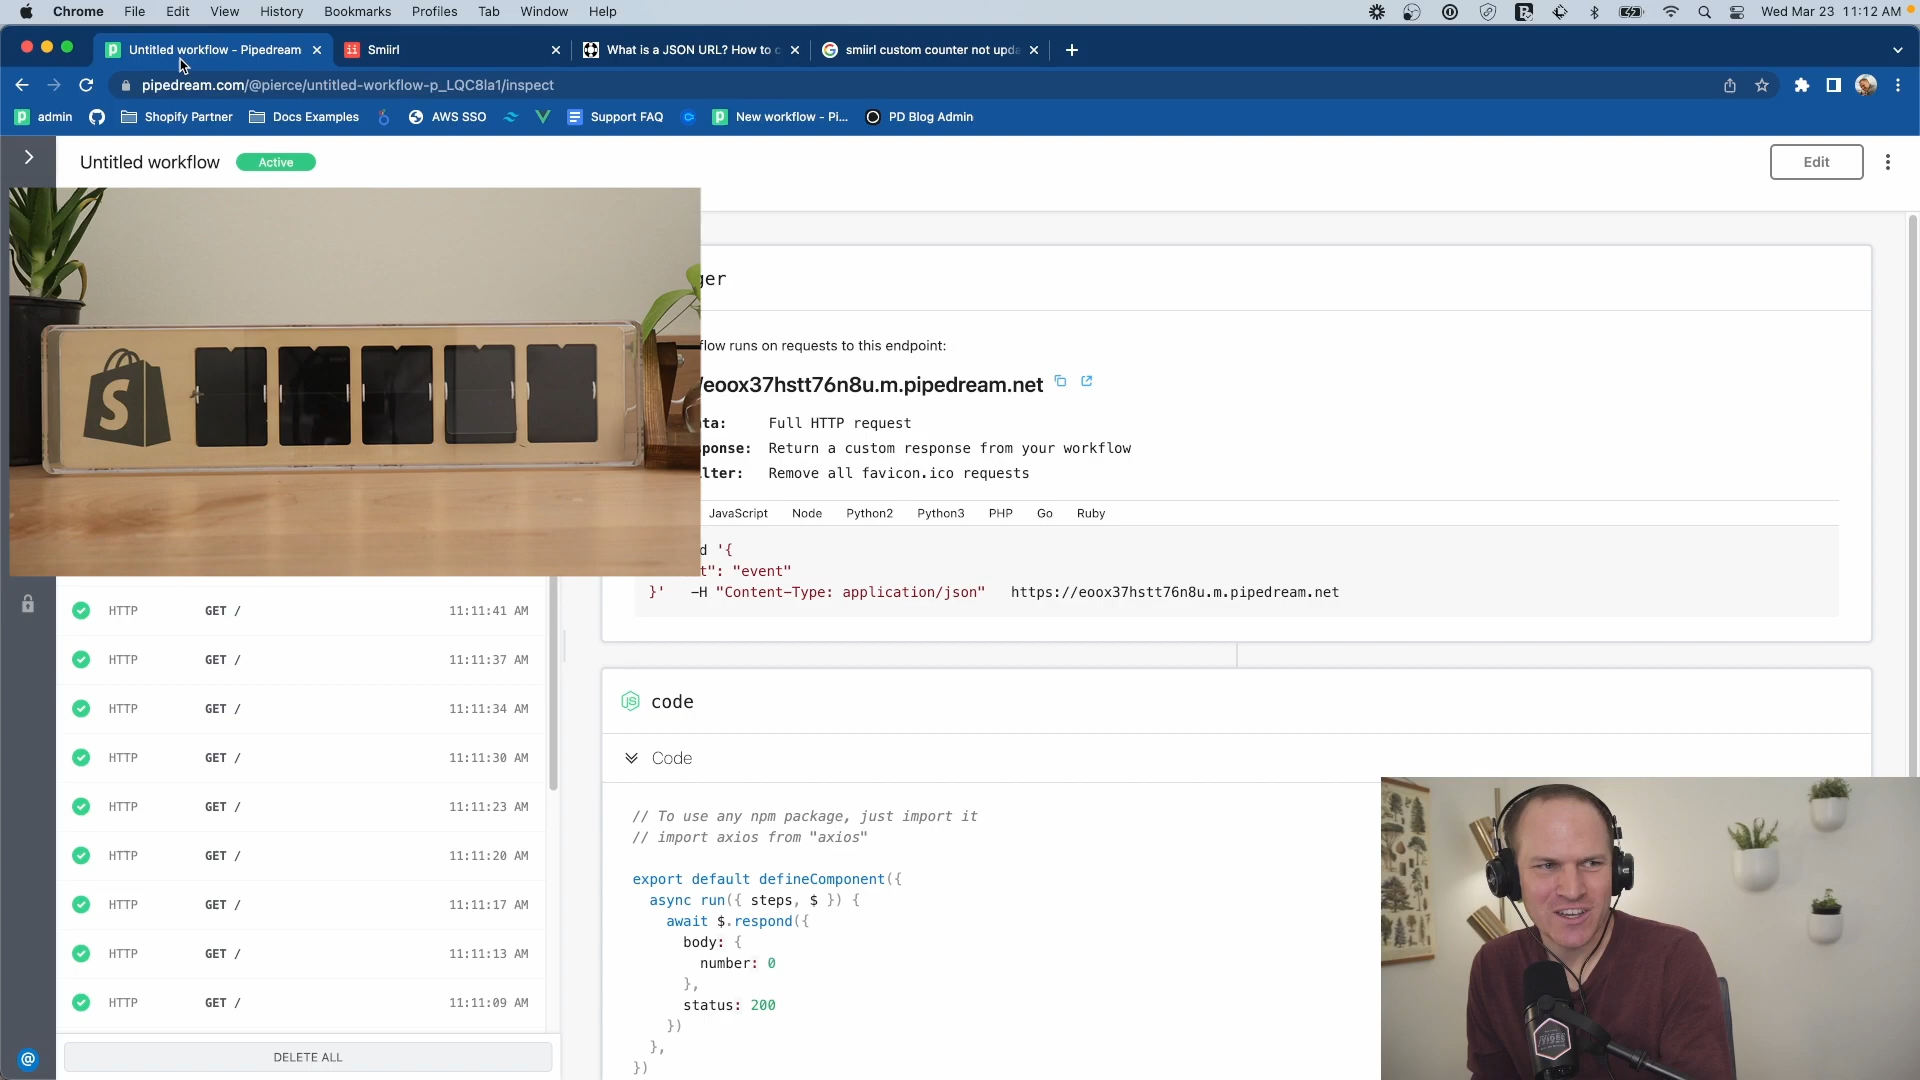 Chrome File Edit View History Bookmarks Profiles Tab Window Help Wed Mar 23 11:12 AM
Untitled workflow - Pipedream Smiirl What is a JSON URL? How to c smiirl custom counter not upda
pipedream.com/@pierce/untitled-workflow-p_LQC8la1/inspect
admin Shopify Partner Docs Examples AWS SSO Support FAQ New workflow - Pi... PD Blog Admin
Untitled workflow Active Edit
ger
flow runs on requests to this endpoint:
/eoox37hstt76n8u.m.pipedream.net
ata: Full HTTP request
ponse: Return a custom response from your workflow
lter: Remove all favicon.ico requests
JavaScript Node Python2 Python3 PHP Go Ruby
d '{
t": "event"
}' -H "Content-Type: application/json" https://eoox37hstt76n8u.m.pipedream.net
HTTP GET / 11:11:41 AM
HTTP GET / 11:11:37 AM
HTTP GET / 11:11:34 AM
HTTP GET / 11:11:30 AM
HTTP GET / 11:11:23 AM
HTTP GET / 11:11:20 AM
HTTP GET / 11:11:17 AM
HTTP GET / 11:11:13 AM
HTTP GET / 11:11:09 AM
DELETE ALL
code
Code
// To use any npm package, just import it
// import axios from "axios"
export default defineComponent({
async run({ steps, $ }) {
await $.respond({
body: {
number: 0
},
status: 200
})
},
})